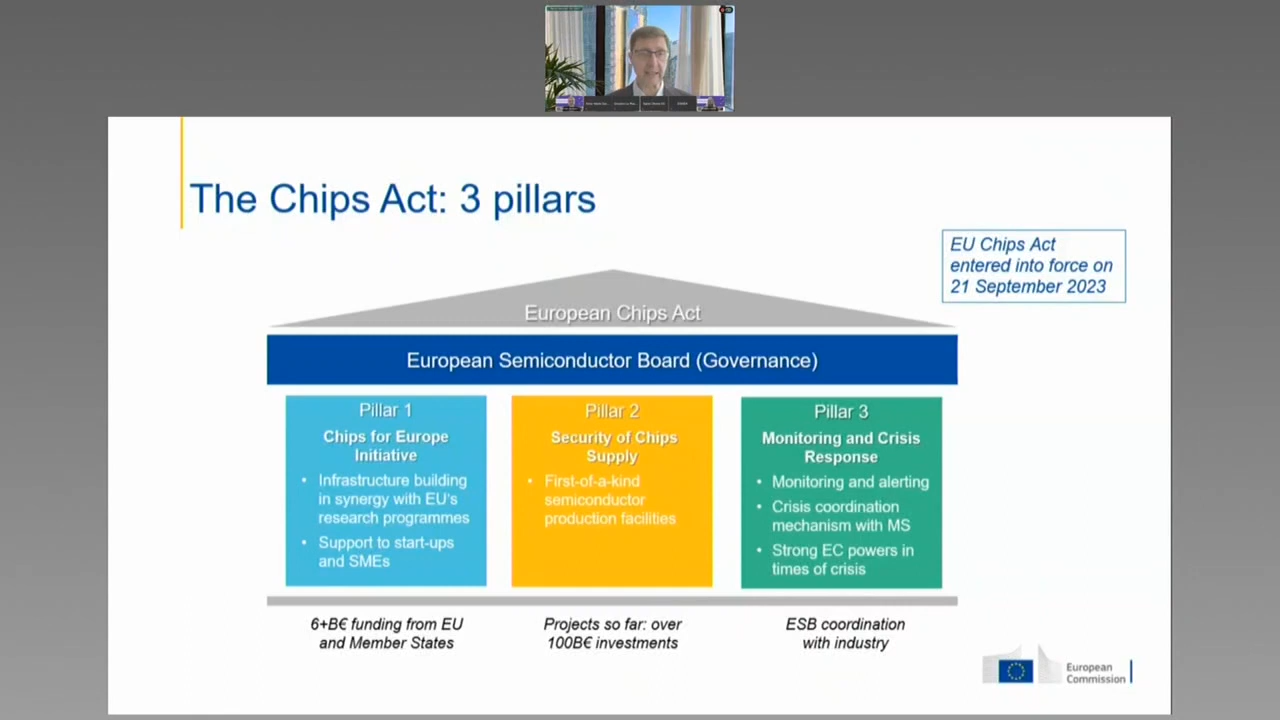 The Chips Act: 3 pillars
EU Chips Act
entered into force on
21 September 2023
European Chips Act
European Semiconductor Board (Governance)
Pillar 1
Chips for Europe
Initiative
• Infrastructure building
in synergy with EU's
research programmes
• Support to start-ups
and SMEs
Pillar 2
Security of Chips
Supply
• First-of-a-kind
semiconductor
production facilities
Pillar 3
Monitoring and Crisis
Response
• Monitoring and alerting
• Crisis coordination
mechanism with MS
• Strong EC powers in
times of crisis
6+B€ funding from EU
and Member States
Projects so far: over
100B€ investments
ESB coordination
with industry
European
Commission